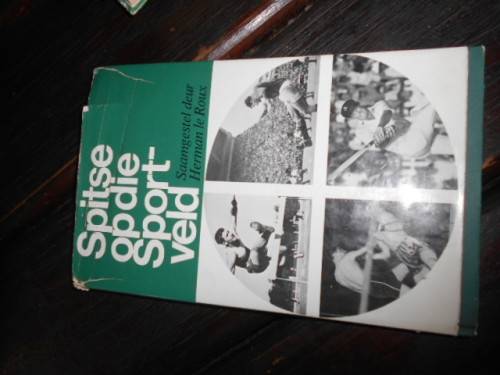 Spitse
op die
Sport-
veld
Saamgestel deur
Herman le Roux